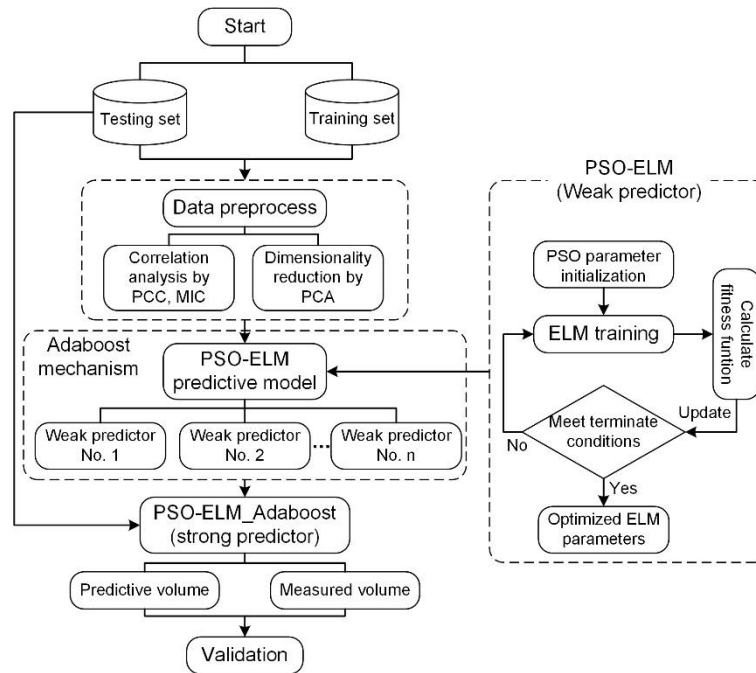 Start
Testing set
Training set
Data preprocess
Correlation
analysis by
PCC, MIC
Dimensionality
reduction by
PCA
Adaboost
mechanism
PSO-ELM
predictive model
Weak predictor
No. 1
Weak predictor
No. 2
...
Weak predictor
No. n
PSO-ELM_Adaboost
(strong predictor)
Predictive volume
Measured volume
Validation
PSO-ELM
(Weak predictor)
PSO parameter
initialization
ELM training
Calculate
fitness funtion
Update
Meet terminate
conditions
No
Yes
Optimized ELM
parameters